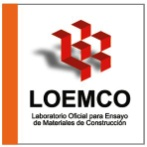 LOEMCO
Laboratorio Oficial para Ensayo
de Materiales de Construcción